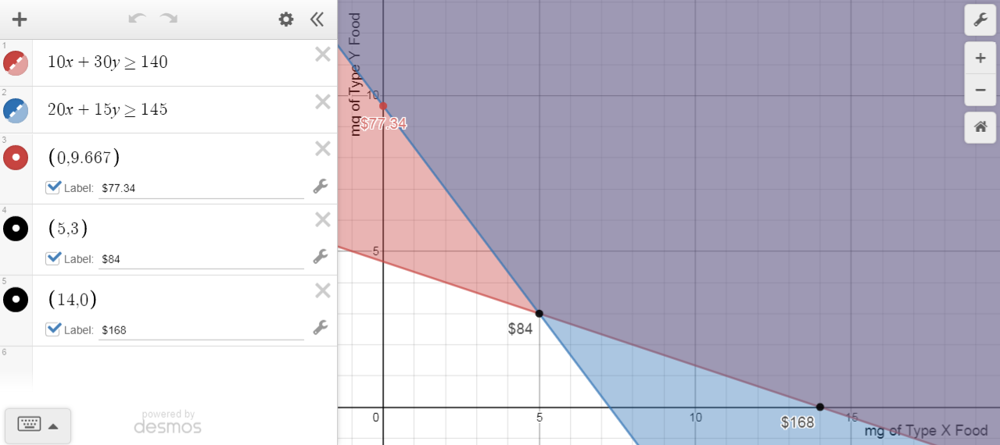 1
10x + 30y ≥ 140
2
20x + 15y ≥ 145
3
(0,9.667)
Label: $77.34
4
(5,3)
Label: $84
5
(14,0)
Label: $168
6
powered by
desmos
mg of Type Y Food
10
$77.34
5
$84
0
5
10
15
$168
mg of Type X Food